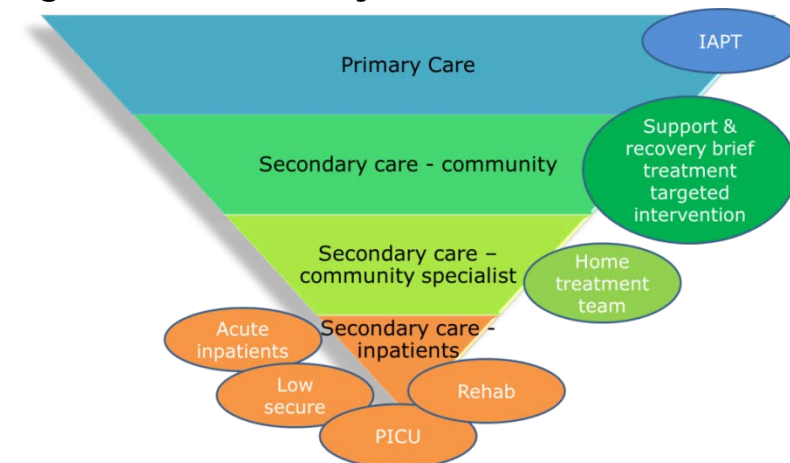 Primary Care
IAPT
Secondary care - community
Support &
recovery brief
treatment
targeted
intervention
Secondary care –
community specialist
Home
treatment
team
Secondary care -
inpatients
Acute
inpatients
Low
secure
Rehab
PICU